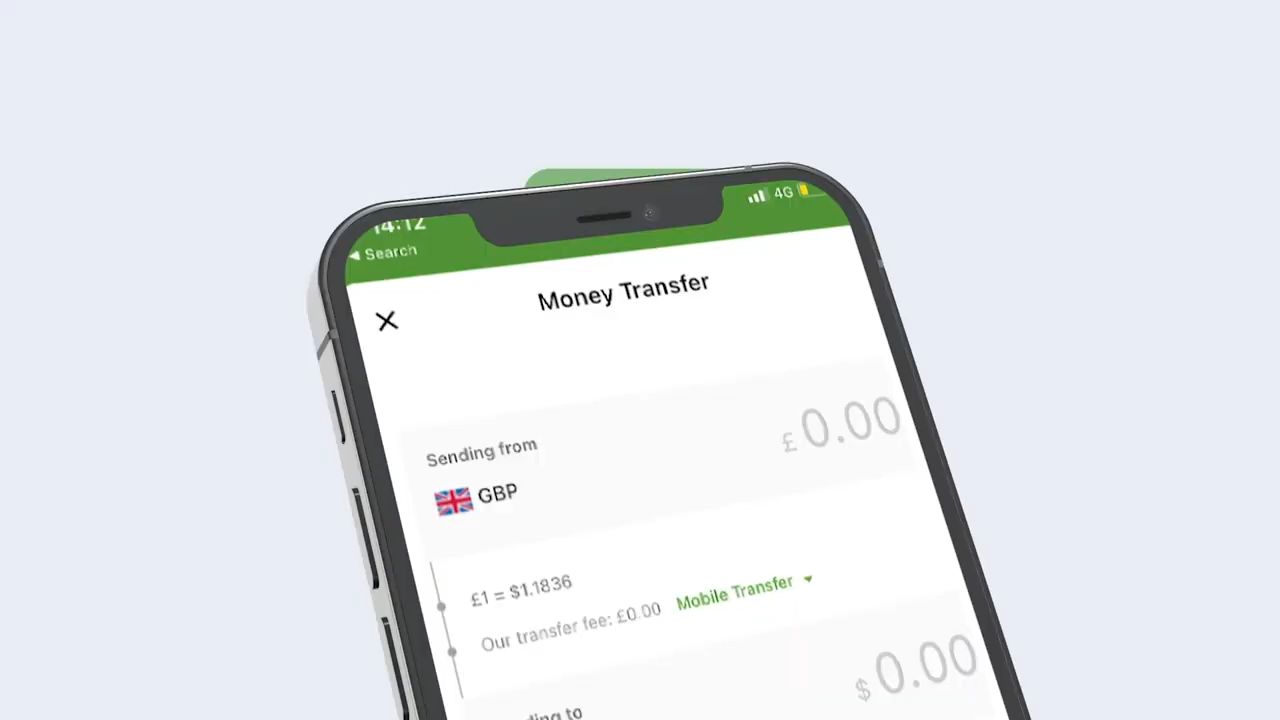 14:12
4G
◀ Search
Money Transfer
Sending from
£ 0.00
GBP
£1 = $1.1836
Our transfer fee: £0.00 Mobile Transfer
$ 0.00
to